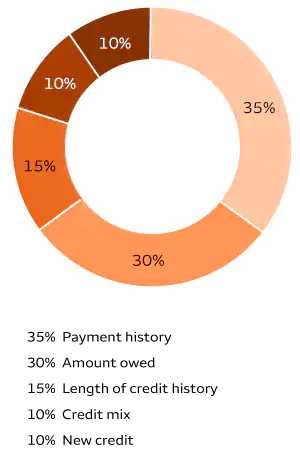 10%
10%
35%
15%
30%
35% Payment history
30% Amount owed
15% Length of credit history
10% Credit mix
10% New credit